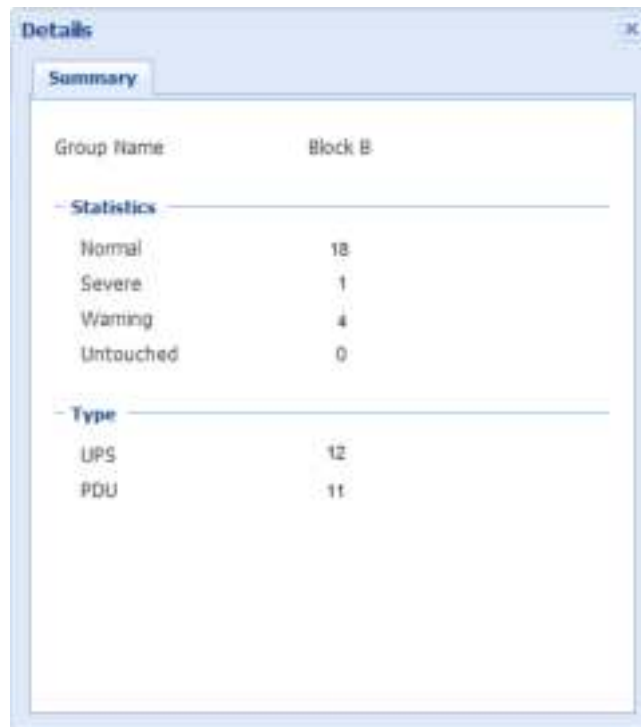 Details
Summary
Group Name Block B
Statistics
Normal 18
Severe 1
Warning 4
Untouched 0
Type
UPS 12
PDU 11